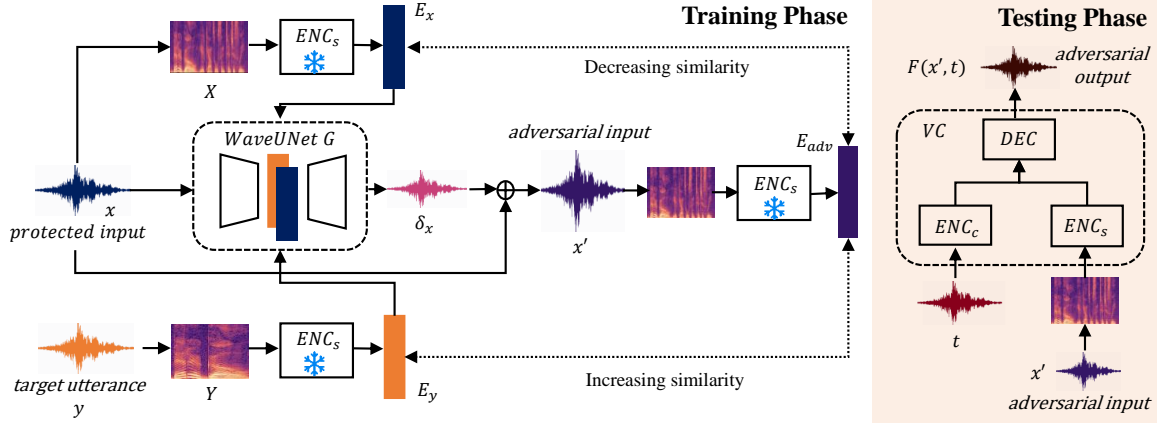 Training Phase
Testing Phase
E_x
ENC_s
X
Decreasing similarity
WaveUNet G
adversarial input
E_adv
ENC_s
x
protected input
δ_x
x′
target utterance
y
Y
ENC_s
E_y
Increasing similarity
F(x′, t)
adversarial
output
VC
DEC
ENC_c
ENC_s
t
x′
adversarial input